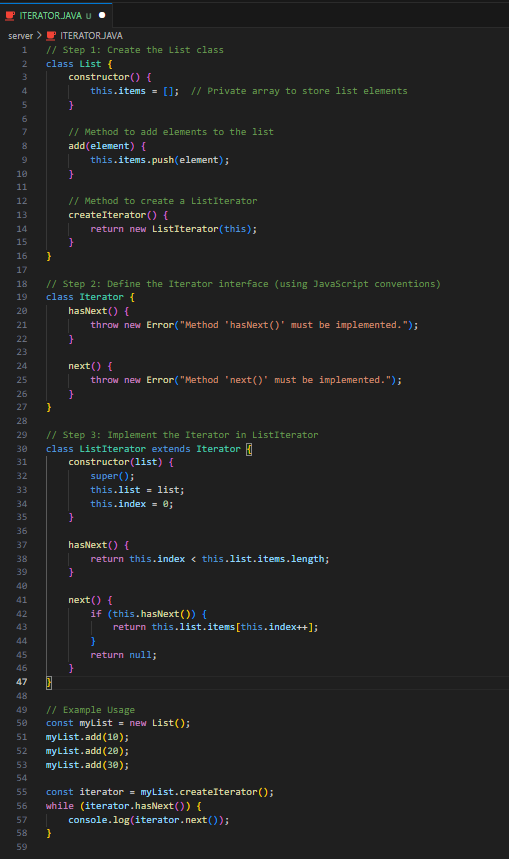 ITERATOR.JAVA U
server > ITERATOR.JAVA
1 // Step 1: Create the List class
2 class List {
3     constructor() {
4         this.items = [];  // Private array to store list elements
5     }
6
7     // Method to add elements to the list
8     add(element) {
9         this.items.push(element);
10     }
11
12     // Method to create a ListIterator
13     createIterator() {
14         return new ListIterator(this);
15     }
16 }
17
18 // Step 2: Define the Iterator interface (using JavaScript conventions)
19 class Iterator {
20     hasNext() {
21         throw new Error("Method 'hasNext()' must be implemented.");
22     }
23
24     next() {
25         throw new Error("Method 'next()' must be implemented.");
26     }
27 }
28
29 // Step 3: Implement the Iterator in ListIterator
30 class ListIterator extends Iterator {
31     constructor(list) {
32         super();
33         this.list = list;
34         this.index = 0;
35     }
36
37     hasNext() {
38         return this.index < this.list.items.length;
39     }
40
41     next() {
42         if (this.hasNext()) {
43             return this.list.items[this.index++];
44         }
45         return null;
46     }
47 }
48
49 // Example Usage
50 const myList = new List();
51 myList.add(10);
52 myList.add(20);
53 myList.add(30);
54
55 const iterator = myList.createIterator();
56 while (iterator.hasNext()) {
57     console.log(iterator.next());
58 }
59